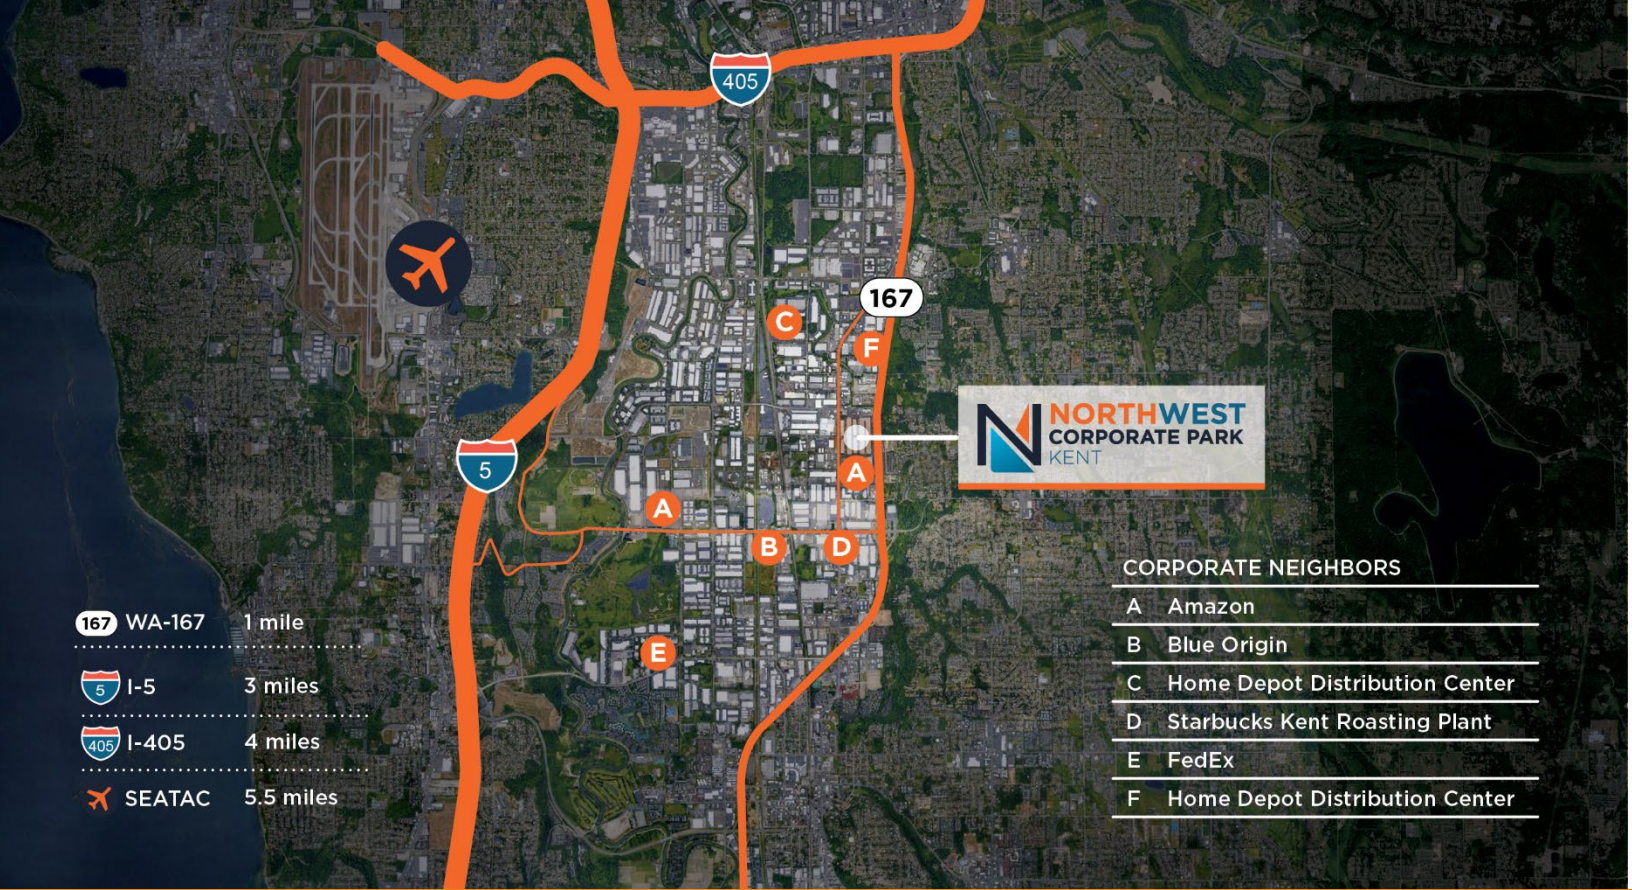 405
167
C
F
NORTHWEST
CORPORATE PARK
KENT
5
A
A
B
D
E
CORPORATE NEIGHBORS
A Amazon
B Blue Origin
C Home Depot Distribution Center
D Starbucks Kent Roasting Plant
E FedEx
F Home Depot Distribution Center
167 WA-167 1 mile
5 I-5 3 miles
405 I-405 4 miles
SEATAC 5.5 miles